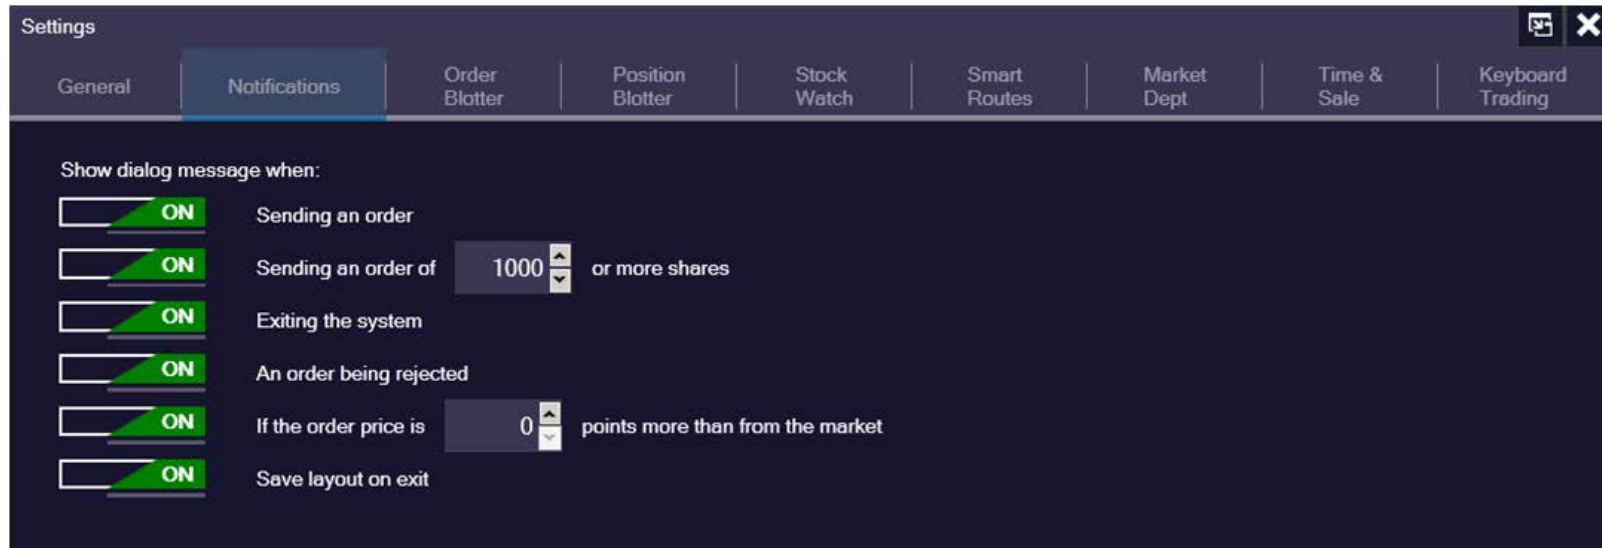 Settings
General
Notifications
Order
Blotter
Position
Blotter
Stock
Watch
Smart
Routes
Market
Dept
Time &
Sale
Keyboard
Trading
Show dialog message when:
ON Sending an order
ON Sending an order of 1000 or more shares
ON Exiting the system
ON An order being rejected
ON If the order price is 0 points more than from the market
ON Save layout on exit